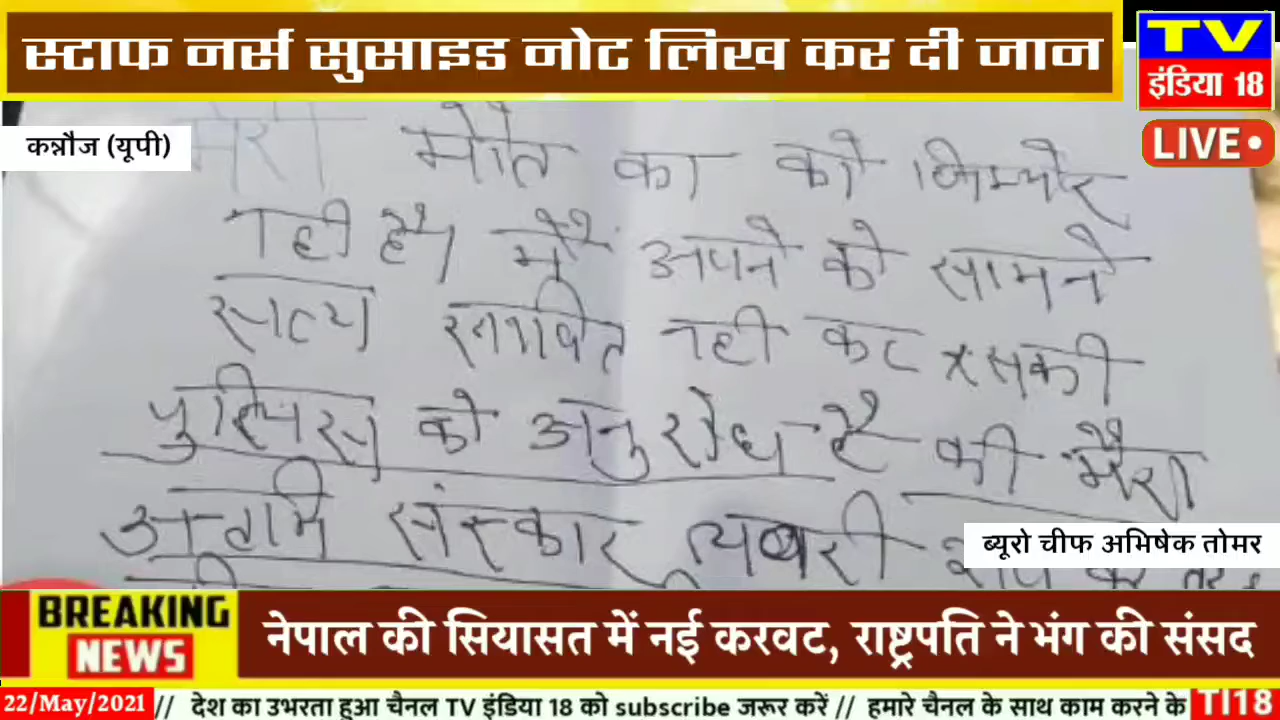 स्टाफ नर्स सुसाइड नोट लिख कर दी जान
TV
इंडिया 18
LIVE
कन्नौज (यूपी)
मेरी मौत का को जिम्मेर
नही है। मैं अपने को सामने
सत्य नही कर सकी
पुलिस को अनुरोध है की मेरा
संस्कार
ब्यूरो चीफ अभिषेक तोमर
BREAKING
NEWS
नेपाल की सियासत में नई करवट, राष्ट्रपति ने भंग की संसद
22/May/2021 // देश का उभरता हुआ चैनल TV इंडिया 18 को subscribe जरूर करें // हमारे चैनल के साथ काम करने के TI18